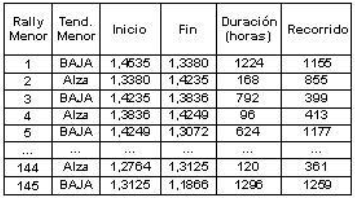 Rally Menor Tend. Menor Inicio Fin Duración (horas) Recorrido
1 BAJA 1,4535 1,3380 1224 1155
2 Alza 1,3380 1,4235 168 855
3 BAJA 1,4235 1,3836 792 399
4 Alza 1,3836 1,4249 96 413
5 BAJA 1,4249 1,3072 624 1177
... ... ... ... ... ...
144 Alza 1,2764 1,3125 120 361
145 BAJA 1,3125 1,1866 1296 1259